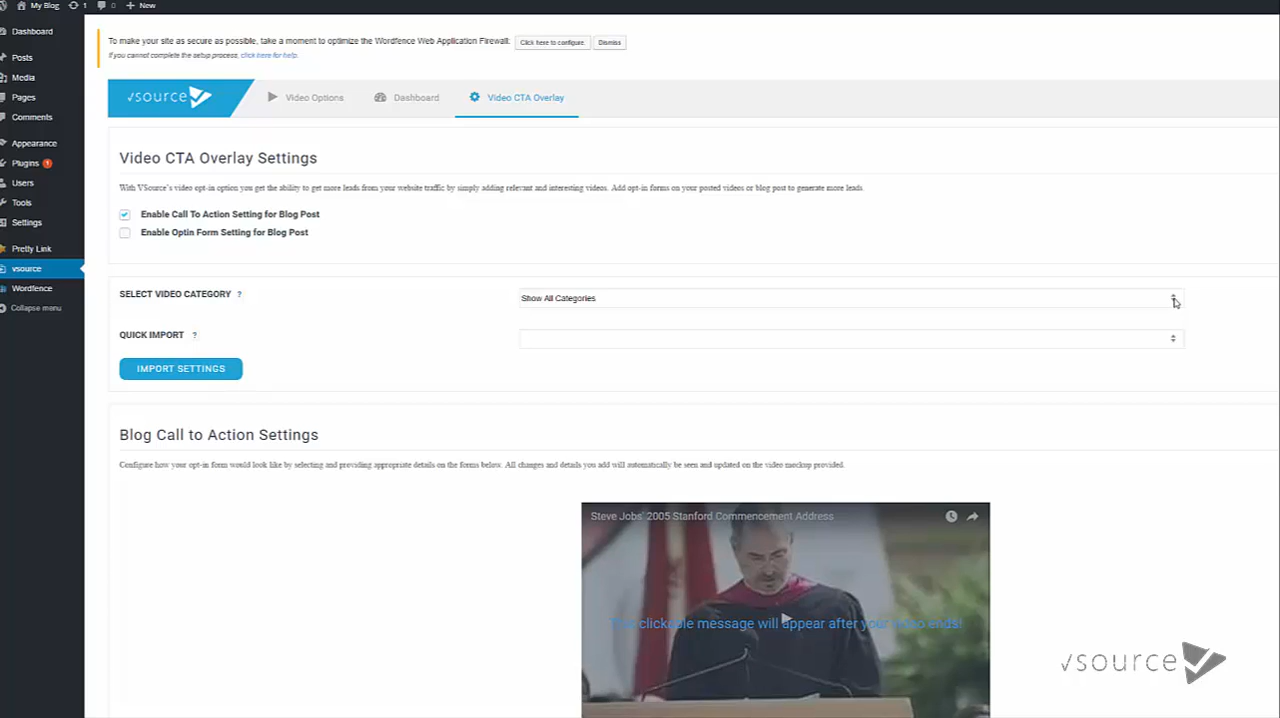 My Blog 1 0 + New
Dashboard
Posts
Media
Pages
Comments
Appearance
Plugins 1
Users
Tools
Settings
Pretty Link
vsource
Wordfence
Collapse menu
To make your site as secure as possible, take a moment to optimize the Wordfence Web Application Firewall: Click here to configure. Dismiss
If you cannot complete the setup process, click here for help.
vsource Video Options Dashboard Video CTA Overlay
Video CTA Overlay Settings
With VSource's video opt-in option you get the ability to get more leads from your website traffic by simply adding relevant and interesting videos. Add opt-in forms on your posted videos or blog post to generate more leads.
Enable Call To Action Setting for Blog Post
Enable Optin Form Setting for Blog Post
SELECT VIDEO CATEGORY ? Show All Categories
QUICK IMPORT ?
IMPORT SETTINGS
Blog Call to Action Settings
Configure how your opt-in form would look like by selecting and providing appropriate details on the forms below. All changes and details you add will automatically be seen and updated on the video mockup provided.
Steve Jobs' 2005 Stanford Commencement Address
clickable message will appear after your video ends!
vsource